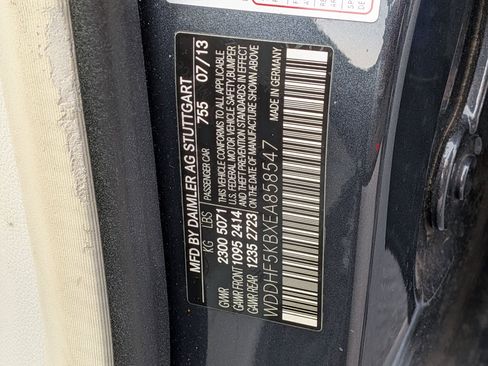 MFD BY DAIMLER AG STUTTGART
755 07/13
KG LBS PASSENGER CAR
GVWR 2300 5071
GAWR FRONT 1095 2414
GAWR REAR 1235 2723
THIS VEHICLE CONFORMS TO ALL APPLICABLE
U.S. FEDERAL MOTOR VEHICLE SAFETY, BUMPER
AND THEFT PREVENTION STANDARDS IN EFFECT
ON THE DATE OF MANUFACTURE SHOWN ABOVE
WDDHF5KBXEA858547
MADE IN GERMANY